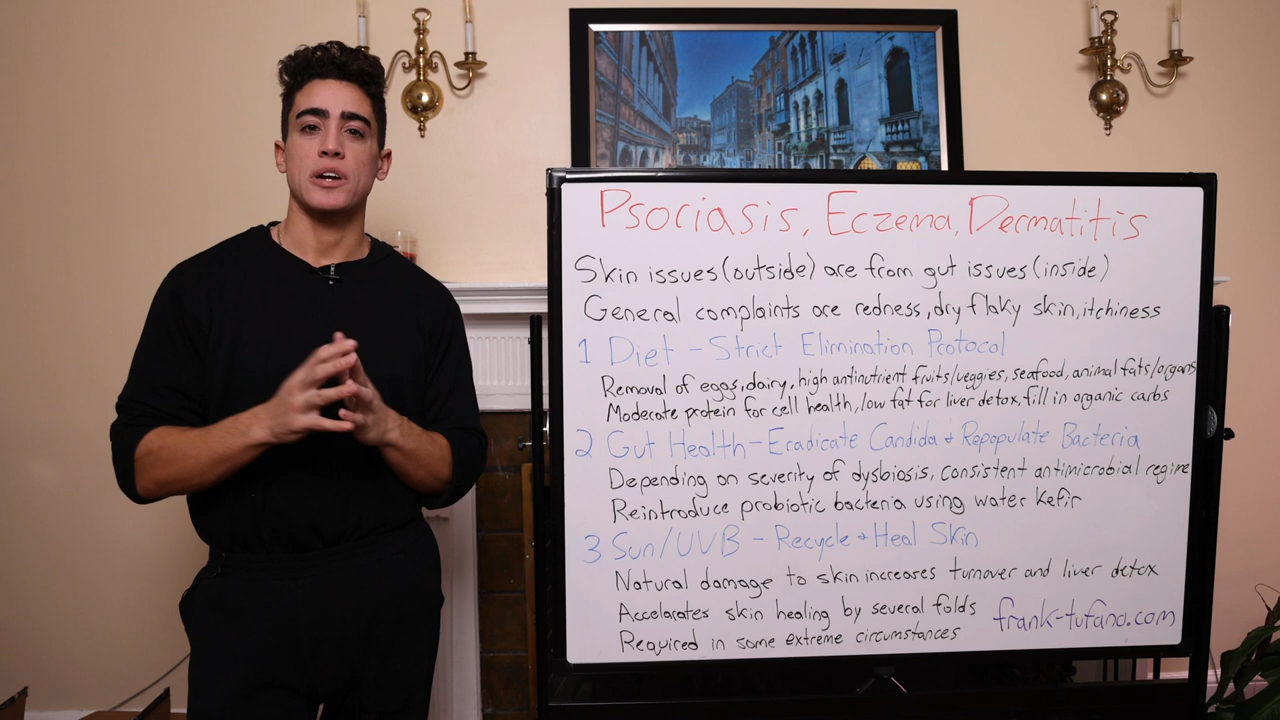 Psoriasis, Eczema, Dermatitis
Skin issues (outside) are from gut issues (inside)
General complaints are redness, dry flaky skin, itchiness
1 Diet - Strict Elimination Protocol
Removal of eggs, dairy, high antinutrient fruits/veggies, seafood, animal fats/organs
Moderate protein for cell health, low fat for liver detox, fill in organic carbs
2 Gut Health - Eradicate Candida + Repopulate Bacteria
Depending on severity of dysbiosis, consistent antimicrobial regime
Reintroduce probiotic bacteria using water kefir
3 Sun/UVB - Recycle + Heal Skin
Natural damage to skin increases turnover and liver detox
Accelarates skin healing by several folds
Required in some extreme circumstances
frank-tufano.com